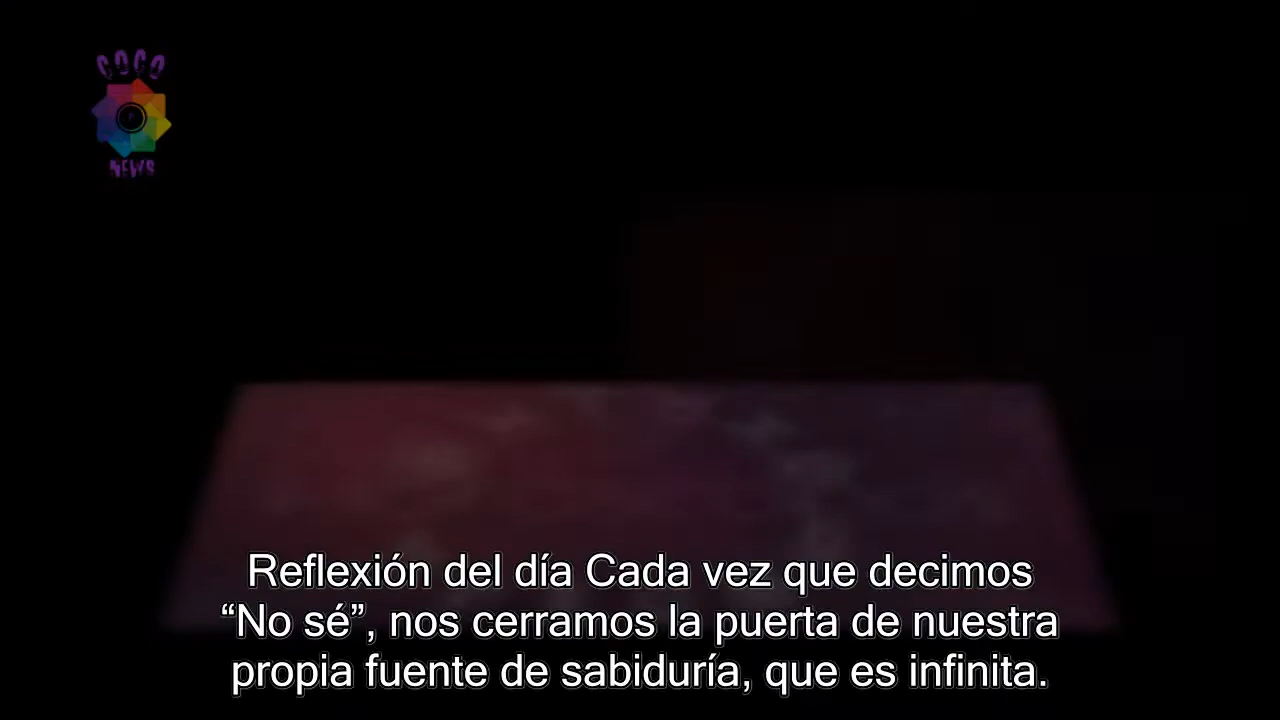 COCO
NEWS
Reflexión del día Cada vez que decimos
“No sé”, nos cerramos la puerta de nuestra
propia fuente de sabiduría, que es infinita.